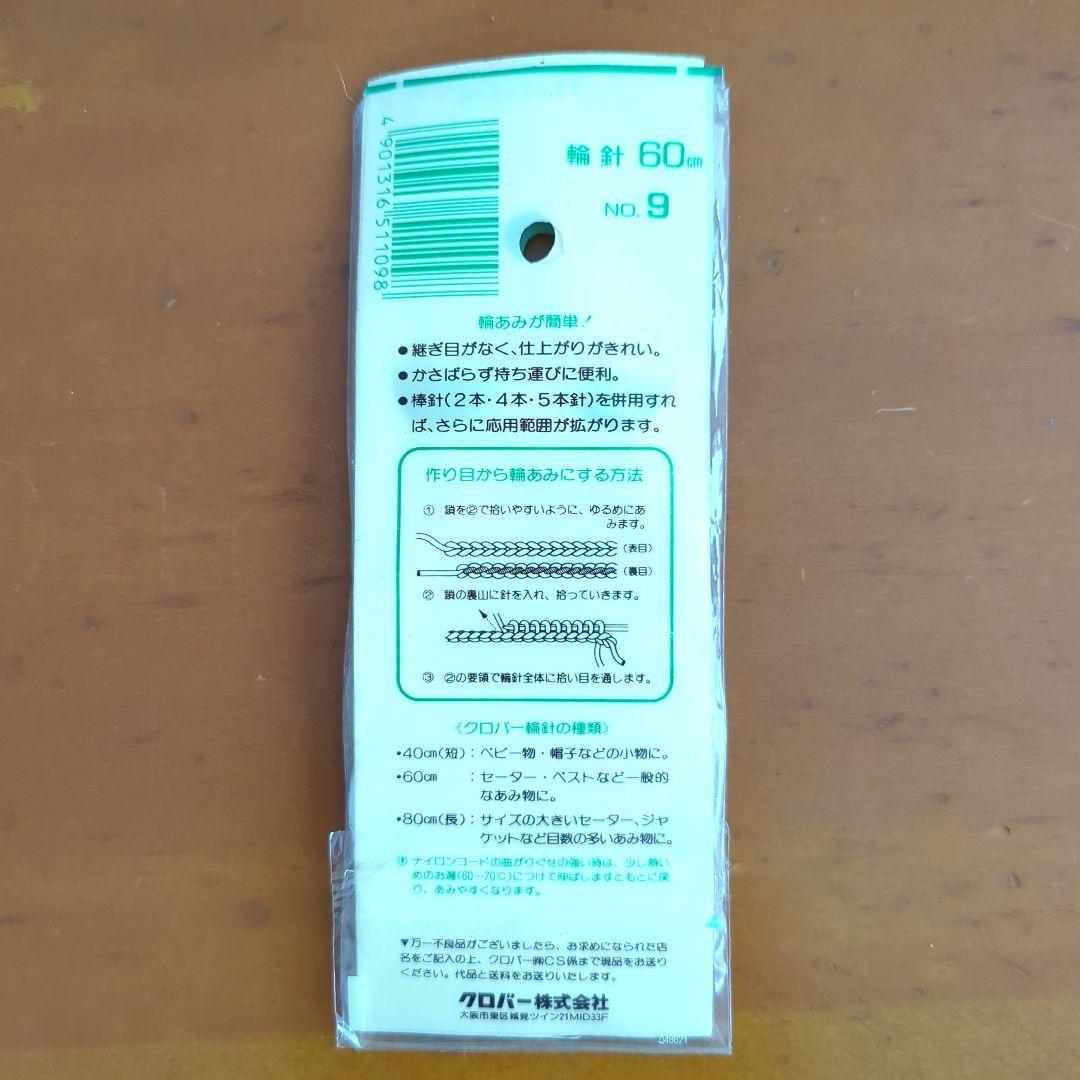 4 901316 511098
輪針 60cm
NO. 9
輪あみが簡単!
●継ぎ目がなく、仕上がりがきれい。
●かさばらず持ち運びに便利。
●棒針(2本・4本・5本針)を併用すれ
ば、さらに応用範囲が拡がります。
作り目から輪あみにする方法
① 鎖を②で拾いやすいように、ゆるめにあ
みます。
(表目)
(裏目)
② 鎖の裏山に針を入れ、拾っていきます。
③ ②の要領で輪針全体に拾い目を通します。
《クロバー輪針の種類》
・40cm(短):ベビー物・帽子などの小物に。
・60cm :セーター・ベストなど一般的
なあみ物に。
・80cm(長):サイズの大きいセーター、ジャ
ケットなど目数の多いあみ物に。
ナイロンコードの曲がりぐせの強い時は、少し熱い
めのお湯(60〜70℃)につけて伸ばしますともとに戻
り、あみやすくなります。
▼万一不良品がございましたら、お求めになられた店
名をご記入の上、クロバー㈱CS係まで現品をお送り
ください。代品と送料をお送りいたします。
クロバー株式会社
大阪市東区城見ツイン21MID33F
048621